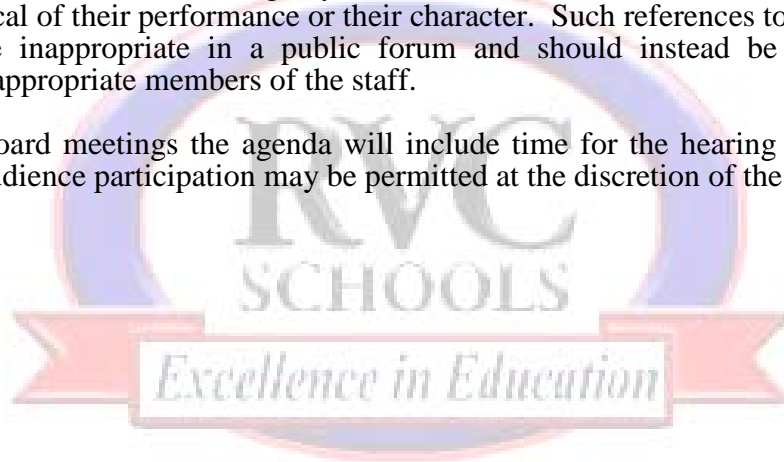 cal of their performance or their character. Such references to
inappropriate in a public forum and should instead be
appropriate members of the staff.
oard meetings the agenda will include time for the hearing
udience participation may be permitted at the discretion of the
RVC
SCHOOLS
Excellence in Education